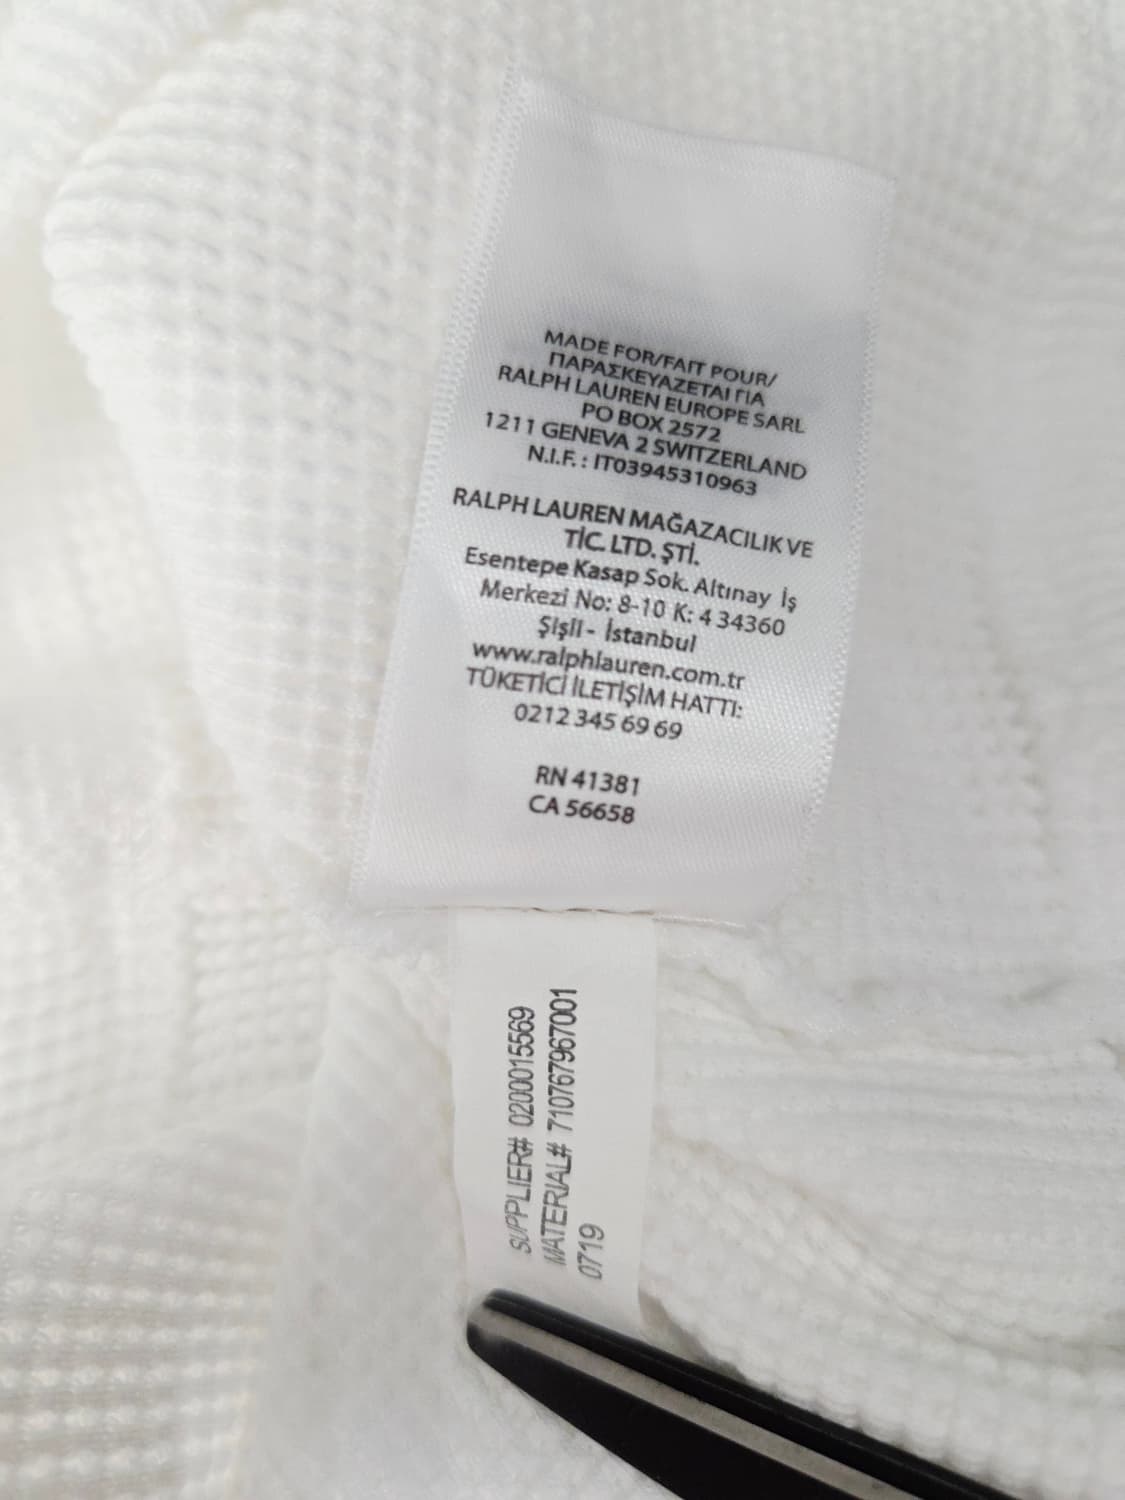 MADE FOR/FAIT POUR/
ΠΑΡΑΣΚΕΥΑΖΕΤΑΙ ΓΙΑ
RALPH LAUREN EUROPE SARL
PO BOX 2572
1211 GENEVA 2 SWITZERLAND
N.I.F. : IT03945310963
RALPH LAUREN MAĞAZACILIK VE
TİC. LTD. ŞTİ.
Esentepe Kasap Sok. Altınay İş
Merkezi No: 8-10 K: 4 34360
Şişli - İstanbul
www.ralphlauren.com.tr
TÜKETİCİ İLETİŞİM HATTI:
0212 345 69 69
RN 41381
CA 56658
SUPPLIER# 0200015569
MATERIAL# 710767967001
0719